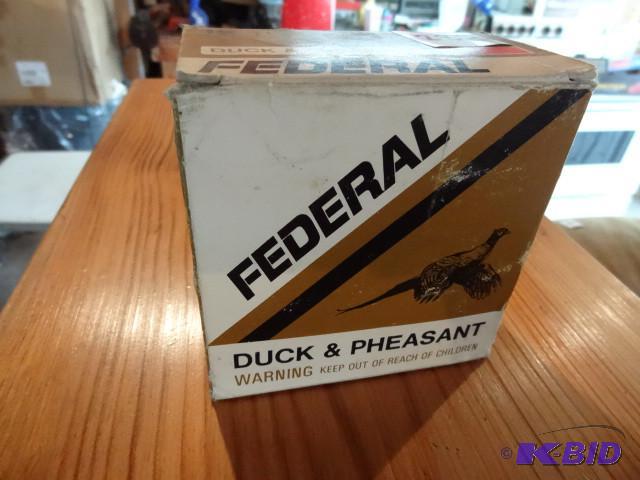 DUCK &
FEDERAL
FEDERAL
DUCK & PHEASANT
WARNING KEEP OUT OF REACH OF CHILDREN
© K-BID